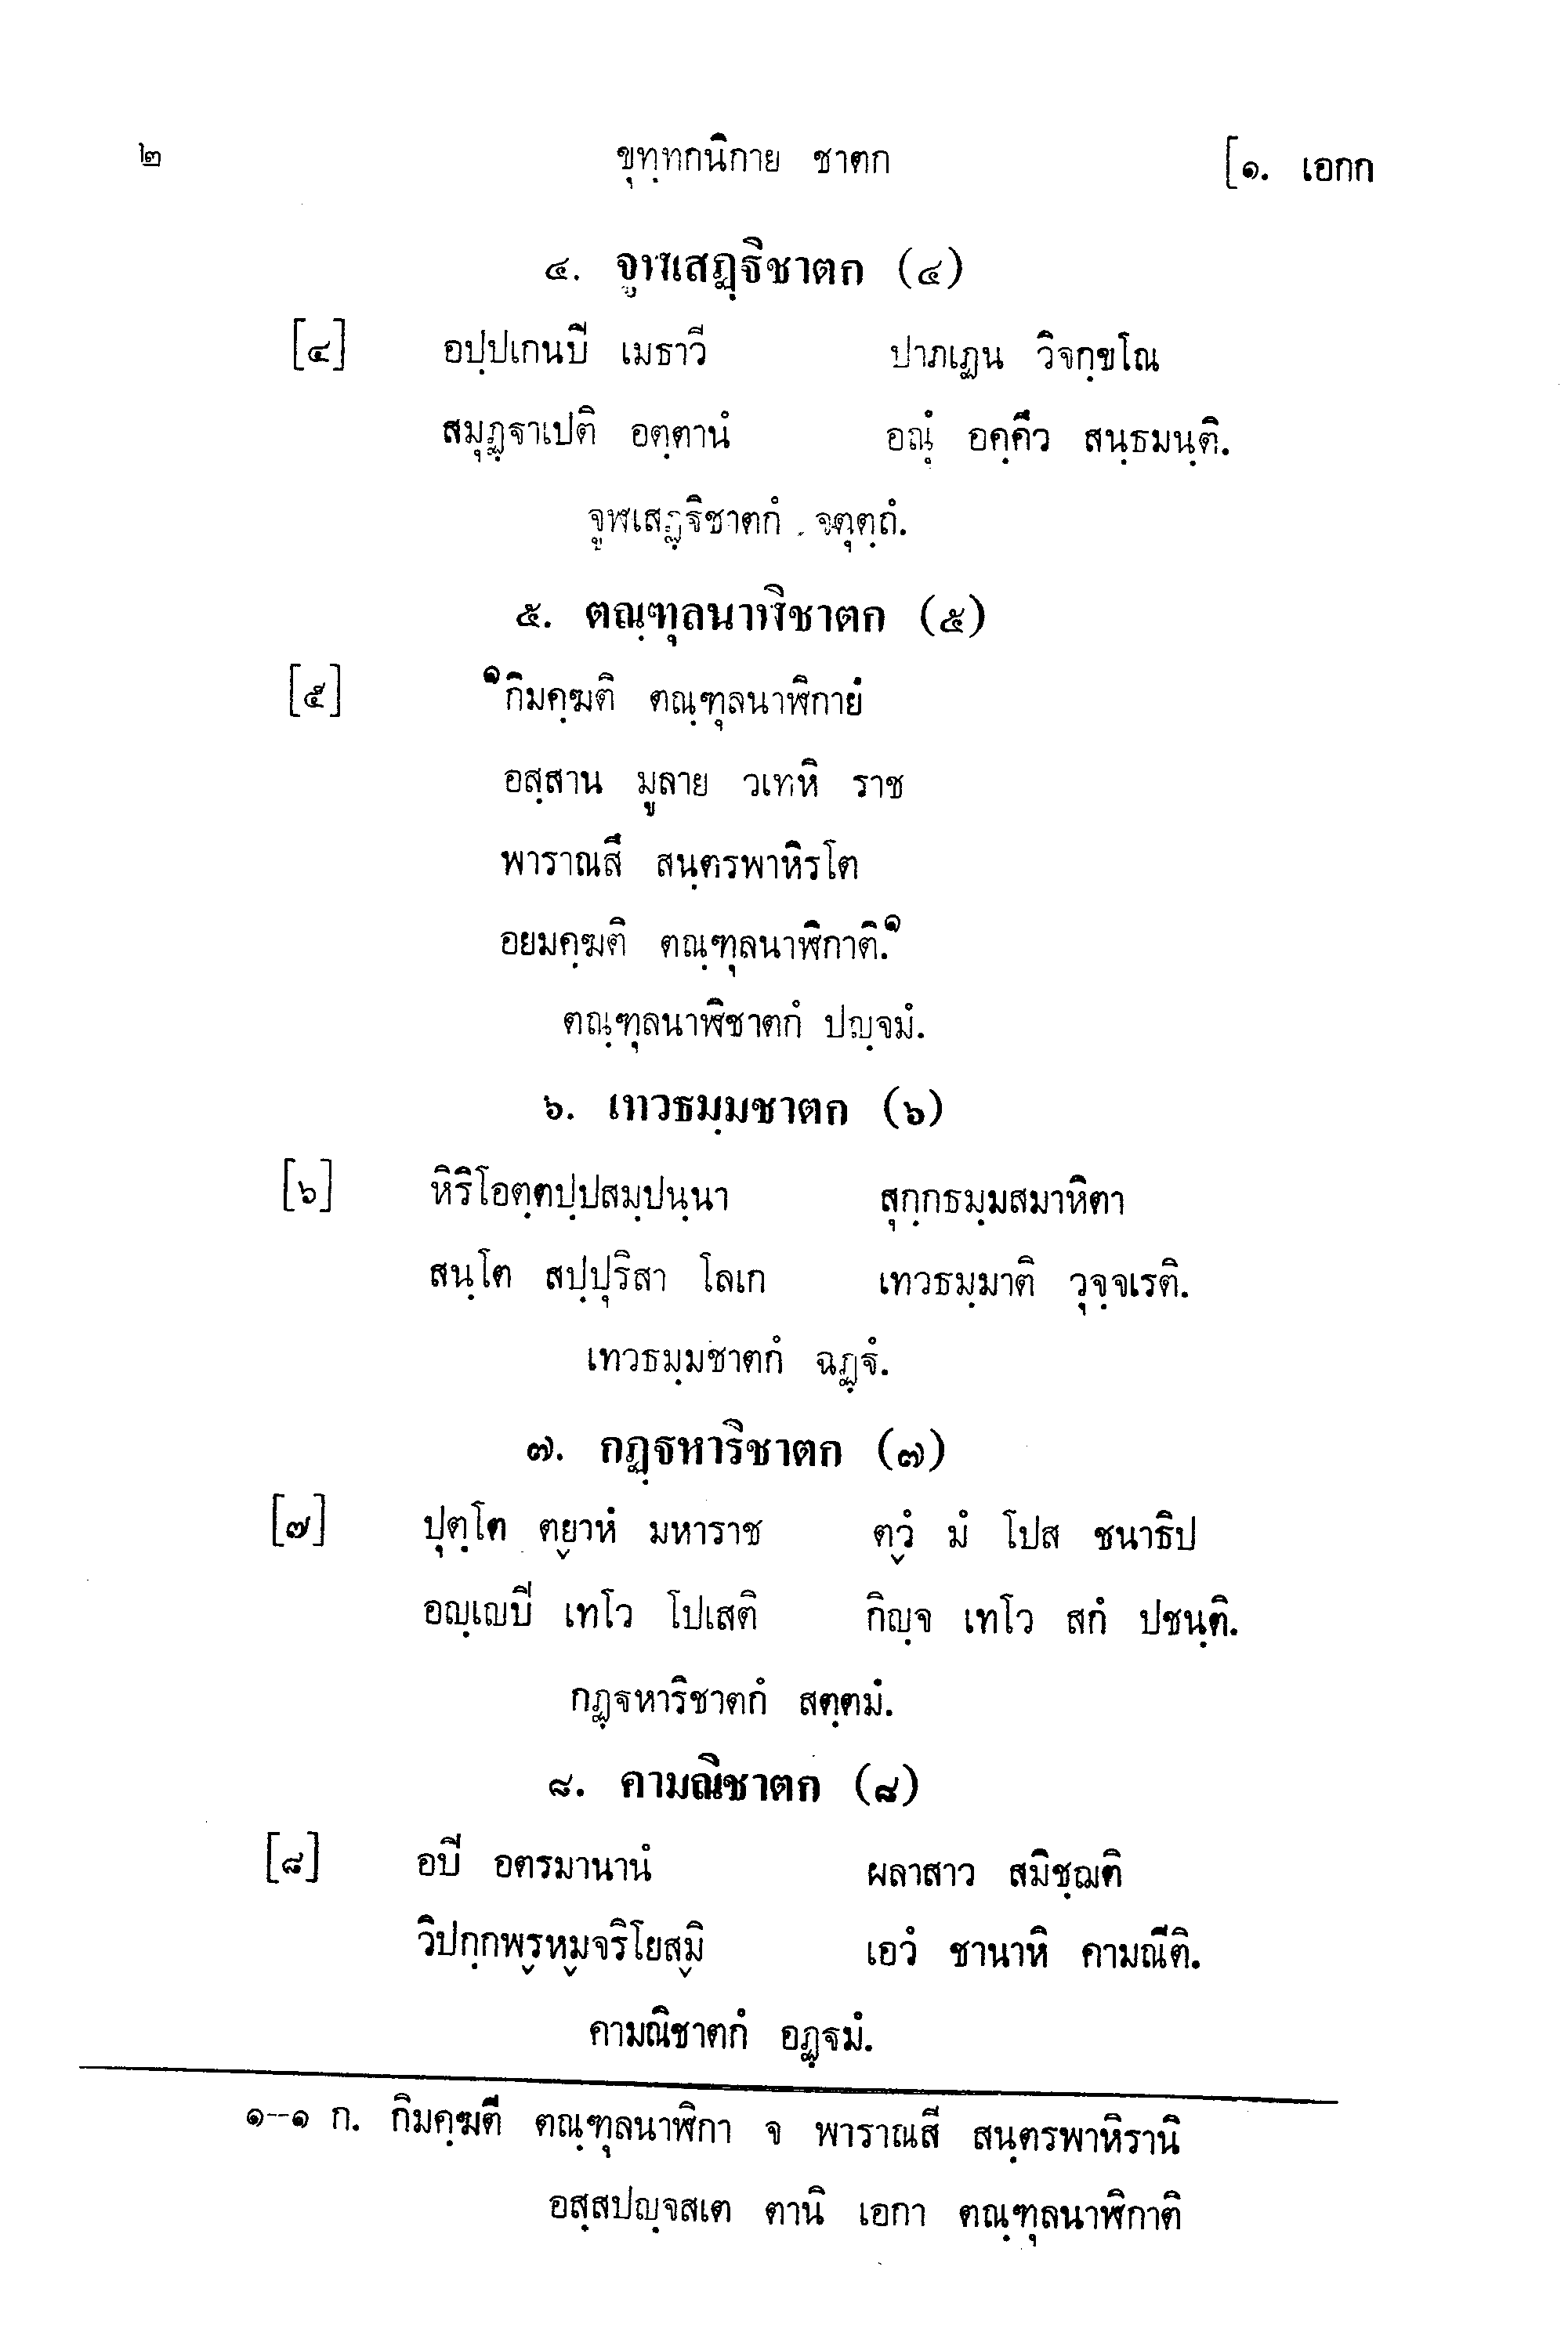 ๒ ขุทฺทกนิกาย ชาตก [๑. เอกก
๔. จูฬเสฏฺฐิชาตก (๔)
[๔] อปฺปเกนปี เมธาวี ปาภเฏน วิจกฺขโณ
สมุฏฺฐาเปติ อตฺตานํ อณุํ อคฺคึว สนฺธมนฺติ.
จูฬเสฏฺฐิชาตกํ จตุตฺถํ.
๕. ตณฺฑุลนาฬิชาตก (๕)
[๕] ๑กิมคฺฆติ ตณฺฑุลนาฬิกายํ
อสฺสาน มูลาย วเทหิ ราช
พาราณสึ สนฺตรพาหิรโต
อยมคฺฆติ ตณฺฑุลนาฬิกาติ.๑
ตณฺฑุลนาฬิชาตกํ ปญฺจมํ.
๖. เทวธมฺมชาตก (๖)
[๖] หิริโอตฺตปฺปสมฺปนฺนา สุกฺกธมฺมสมาหิตา
สนฺโต สปฺปุริสา โลเก เทวธมฺมาติ วุจฺจเรติ.
เทวธมฺมชาตกํ ฉฏฺฐํ.
๗. กฏฺฐหาริชาตก (๗)
[๗] ปุตฺโต ตฺยาหํ มหาราช ตฺวํ มํ โปส ชนาธิป
อญฺเญปี เทโว โปเสติ กิญฺจ เทโว สกํ ปชนฺติ.
กฏฺฐหาริชาตกํ สตฺตมํ.
๘. คามณิชาตก (๘)
[๘] อปี อตรมานานํ ผลาสาว สมิชฺฌติ
วิปกฺกพฺรหฺมจริโยสฺมิ เอวํ ชานาหิ คามณีติ.
คามณิชาตกํ อฏฺฐมํ.
๑--๑ ก. กิมคฺฆตี ตณฺฑุลนาฬิกา จ พาราณสี สนฺตรพาหิรานิ
อสฺสปญฺจสเต ตานิ เอกา ตณฺฑุลนาฬิกาติ